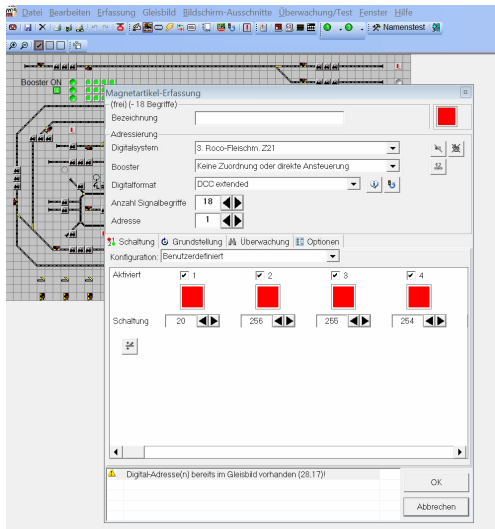 Datei Bearbeiten Erfassung Gleisbild Bildschirm-Ausschnitte Überwachung/Test Fenster Hilfe
Namenstest
Booster ON
Magnetartikel-Erfassung
(frei) (- 18 Begriffe)
Bezeichnung
Adressierung
Digitalsystem 3. Roco-Fleischm. Z21
Booster Keine Zuordnung oder direkte Ansteuerung
Digitalformat DCC extended
Anzahl Signalbegriffe 18
Adresse 1
Schaltung Grundstellung Überwachung Optionen
Konfiguration: Benutzerdefiniert
Aktiviert 1 2 3 4
Schaltung 20 256 255 254
Digital-Adresse(n) bereits im Gleisbild vorhanden (28,17)!
OK
Abbrechen